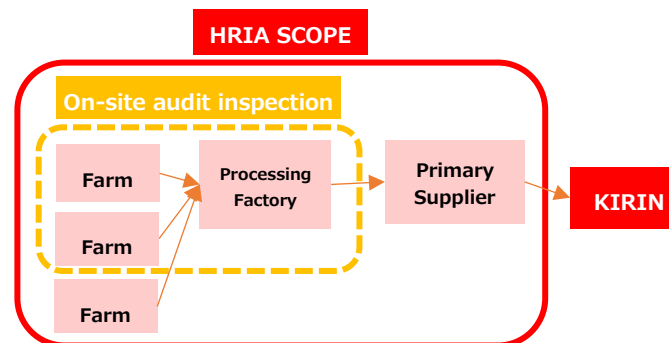 HRIA SCOPE
On-site audit inspection
Farm
Processing
Factory
Primary
Supplier
KIRIN
Farm
Farm